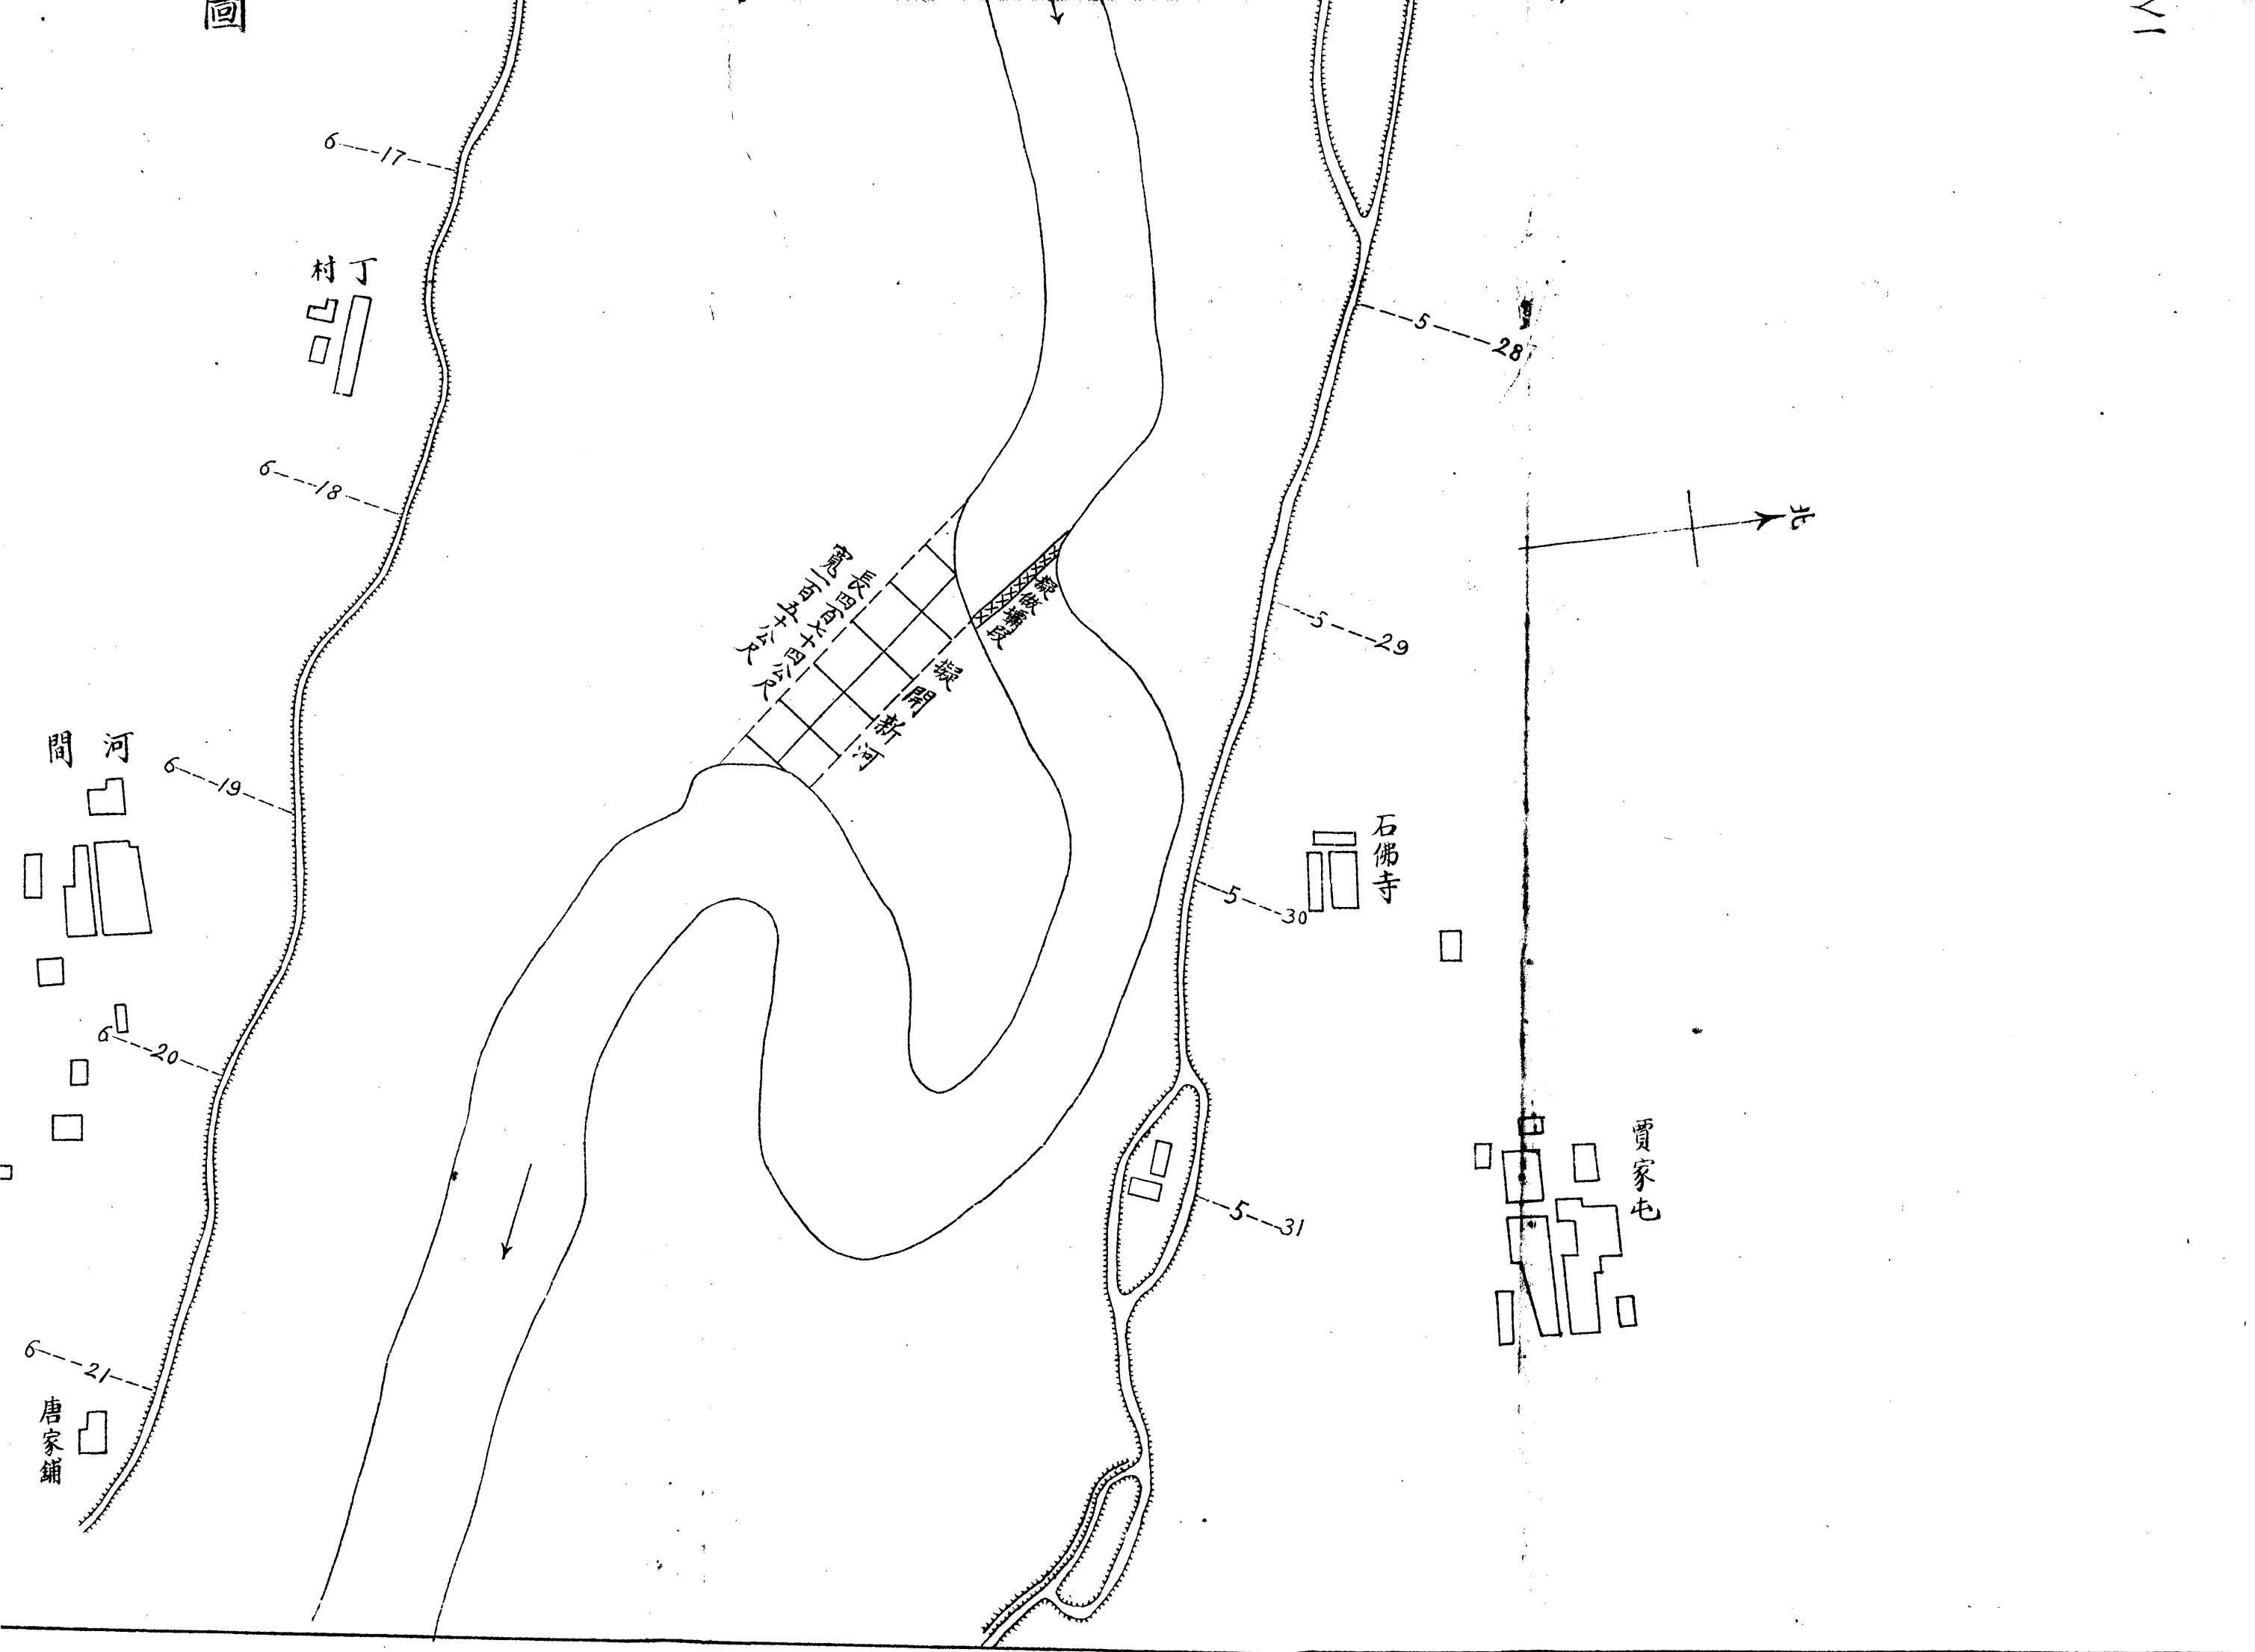 圖
6 17
丁村
6 18
河間
6 19
6 20
6 21
唐家鋪
長四百七十四公尺
寬一百五十公尺
擬開新河
擬做壩段
5 28
5 29
石佛寺
5 30
5 31
賈家屯
北